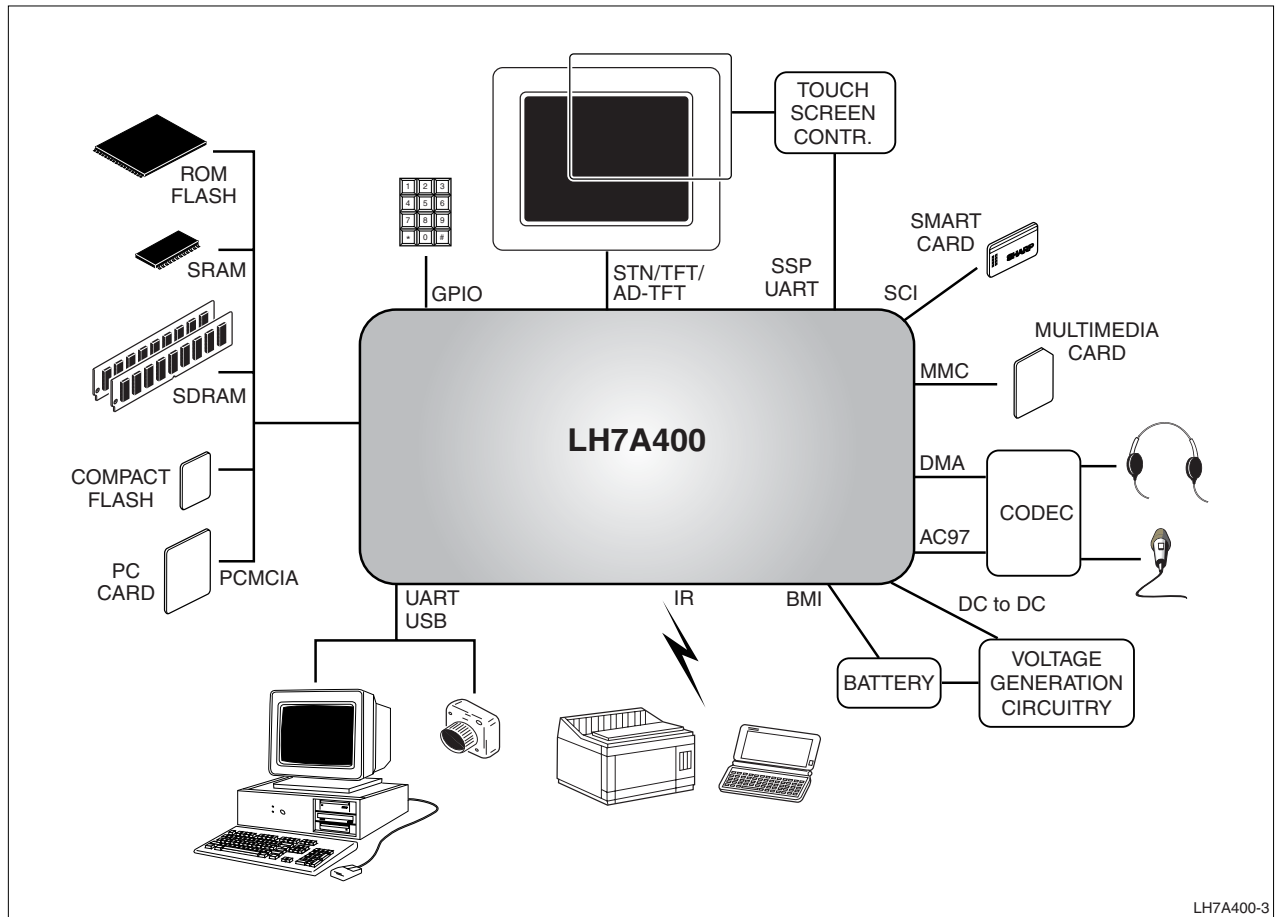 TOUCH
SCREEN
CONTR.
ROM
FLASH
1 2 3
4 5 6
7 8 9
* 0 #
SMART
CARD
SHARP
SRAM
STN/TFT/
AD-TFT
SSP
UART
GPIO
SCI
MULTIMEDIA
CARD
MMC
SDRAM
LH7A400
DMA
COMPACT
FLASH
CODEC
AC97
PC
CARD
PCMCIA
UART
USB
IR
BMI
DC to DC
BATTERY
VOLTAGE
GENERATION
CIRCUITRY
LH7A400-3